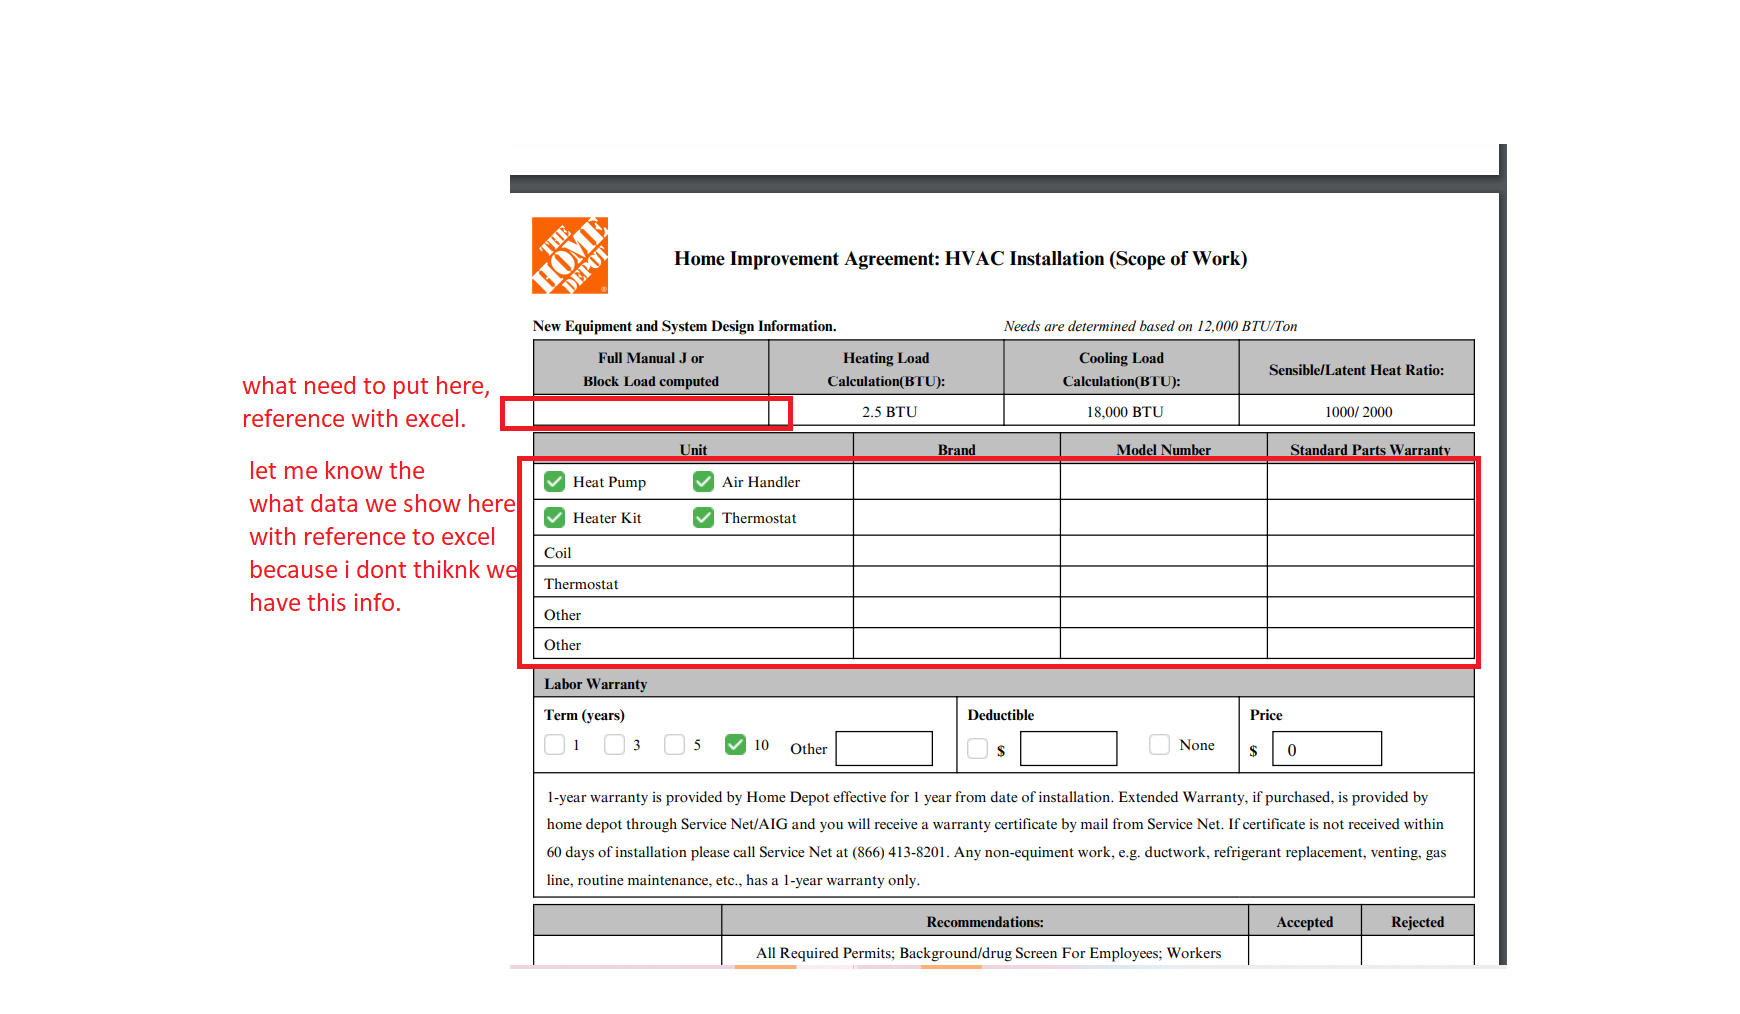 THE
HOME
DEPOT
Home Improvement Agreement: HVAC Installation (Scope of Work)
New Equipment and System Design Information. Needs are determined based on 12,000 BTU/Ton
Full Manual J or
Block Load computed
Heating Load
Calculation(BTU):
Cooling Load
Calculation(BTU):
Sensible/Latent Heat Ratio:
what need to put here,
reference with excel.
2.5 BTU 18,000 BTU 1000/ 2000
let me know the
what data we show here
with reference to excel
because i dont thiknk we
have this info.
Unit Brand Model Number Standard Parts Warranty
Heat Pump Air Handler
Heater Kit Thermostat
Coil
Thermostat
Other
Other
Labor Warranty
Term (years) Deductible Price
1 3 5 10 Other $ None $ 0
1-year warranty is provided by Home Depot effective for 1 year from date of installation. Extended Warranty, if purchased, is provided by
home depot through Service Net/AIG and you will receive a warranty certificate by mail from Service Net. If certificate is not received within
60 days of installation please call Service Net at (866) 413-8201. Any non-equiment work, e.g. ductwork, refrigerant replacement, venting, gas
line, routine maintenance, etc., has a 1-year warranty only.
Recommendations: Accepted Rejected
All Required Permits; Background/drug Screen For Employees; Workers